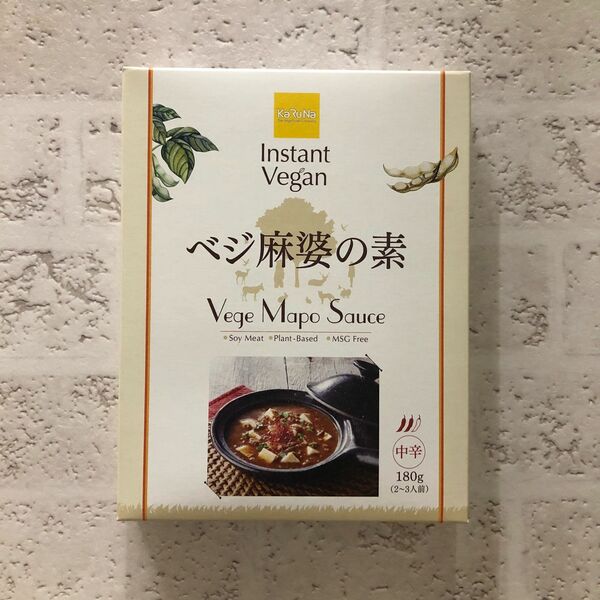 KaRuNa
Instant
Vegan
ベジ麻婆の素
Vege Mapo Sauce
Soy Meat Plant-Based MSG Free
中辛
180g
(2~3人前)